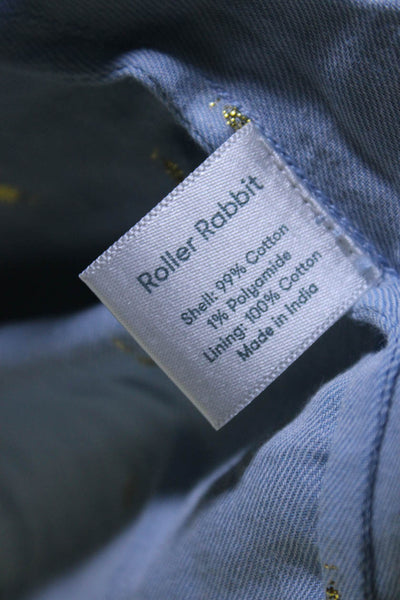 Roller Rabbit
Shell: 99% Cotton
1% Polyamide
Lining: 100% Cotton
Made in India